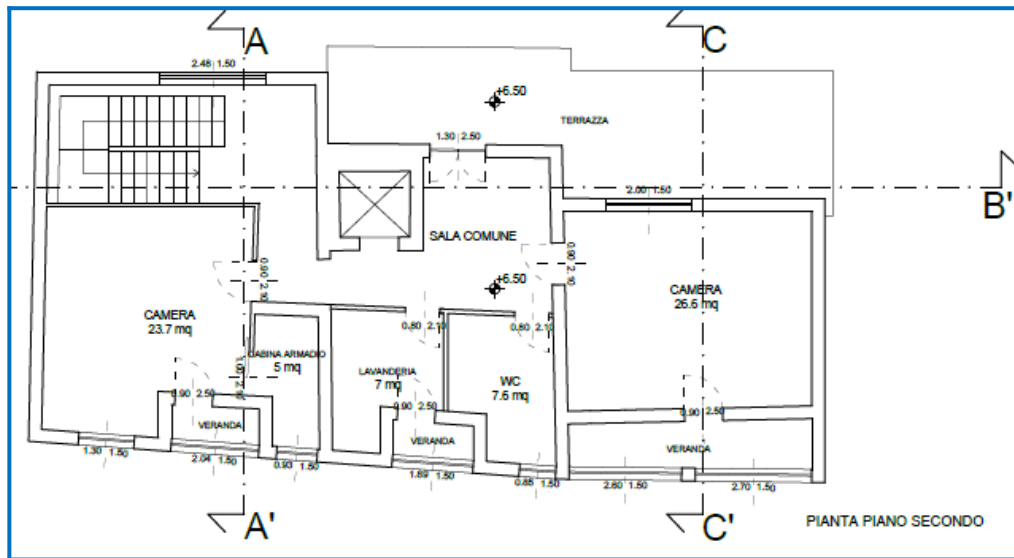 A
C
2.48 1.50
+6.50
TERRAZZA
1.30 2.50
2.00 1.50
B'
SALA COMUNE
0.90 2.10
0.90 2.10
+6.50
CAMERA
26.6 mq
CAMERA
23.7 mq
0.80 2.10
0.80 2.10
CABINA ARMADIO
5 mq
1.00 2.10
LAVANDERIA
7 mq
WC
7.6 mq
0.90 2.50
0.90 2.50
0.90 2.50
VERANDA
VERANDA
VERANDA
1.30 1.50
2.04 1.50
0.93 1.50
1.89 1.50
0.85 1.50
2.60 1.50
2.70 1.50
A'
C'
PIANTA PIANO SECONDO